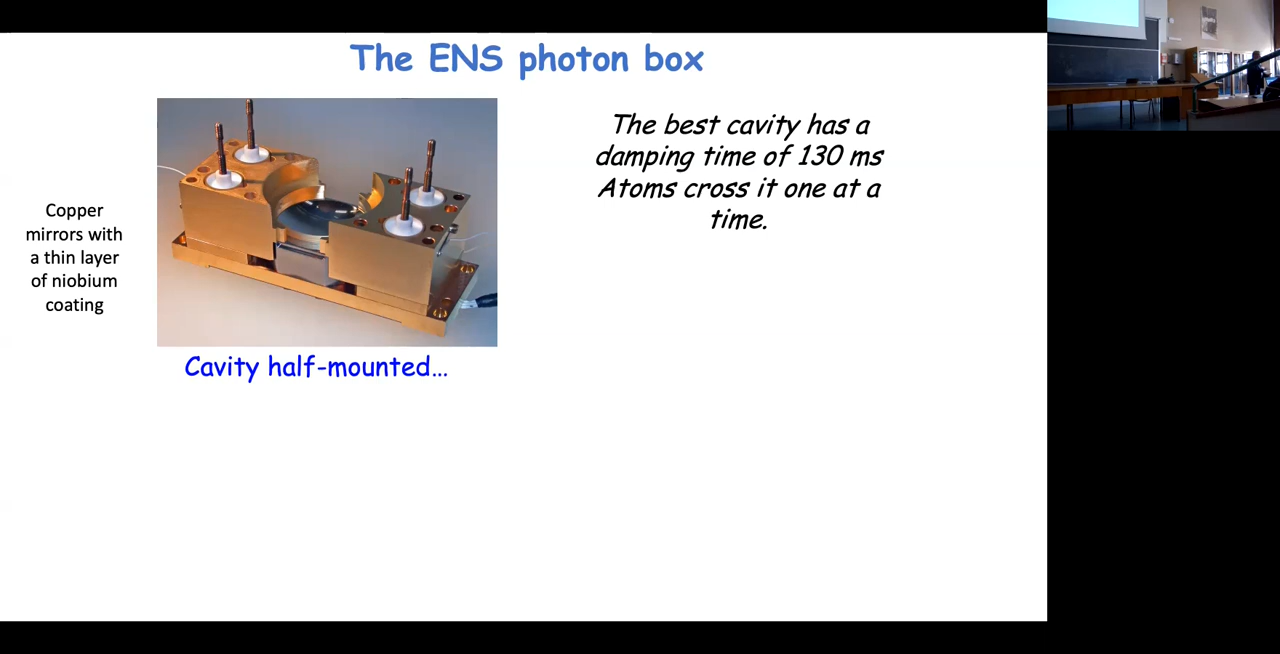 The ENS photon box
Copper
mirrors with
a thin layer
of niobium
coating
Cavity half-mounted…
The best cavity has a
damping time of 130 ms
Atoms cross it one at a
time.